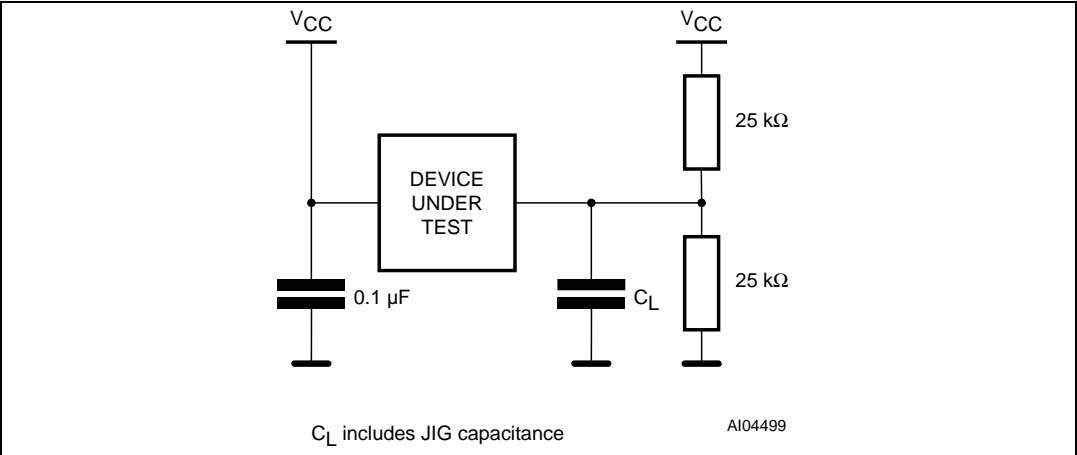 VCC
VCC
25 kΩ
DEVICE
UNDER
TEST
25 kΩ
0.1 µF
CL
CL includes JIG capacitance
AI04499